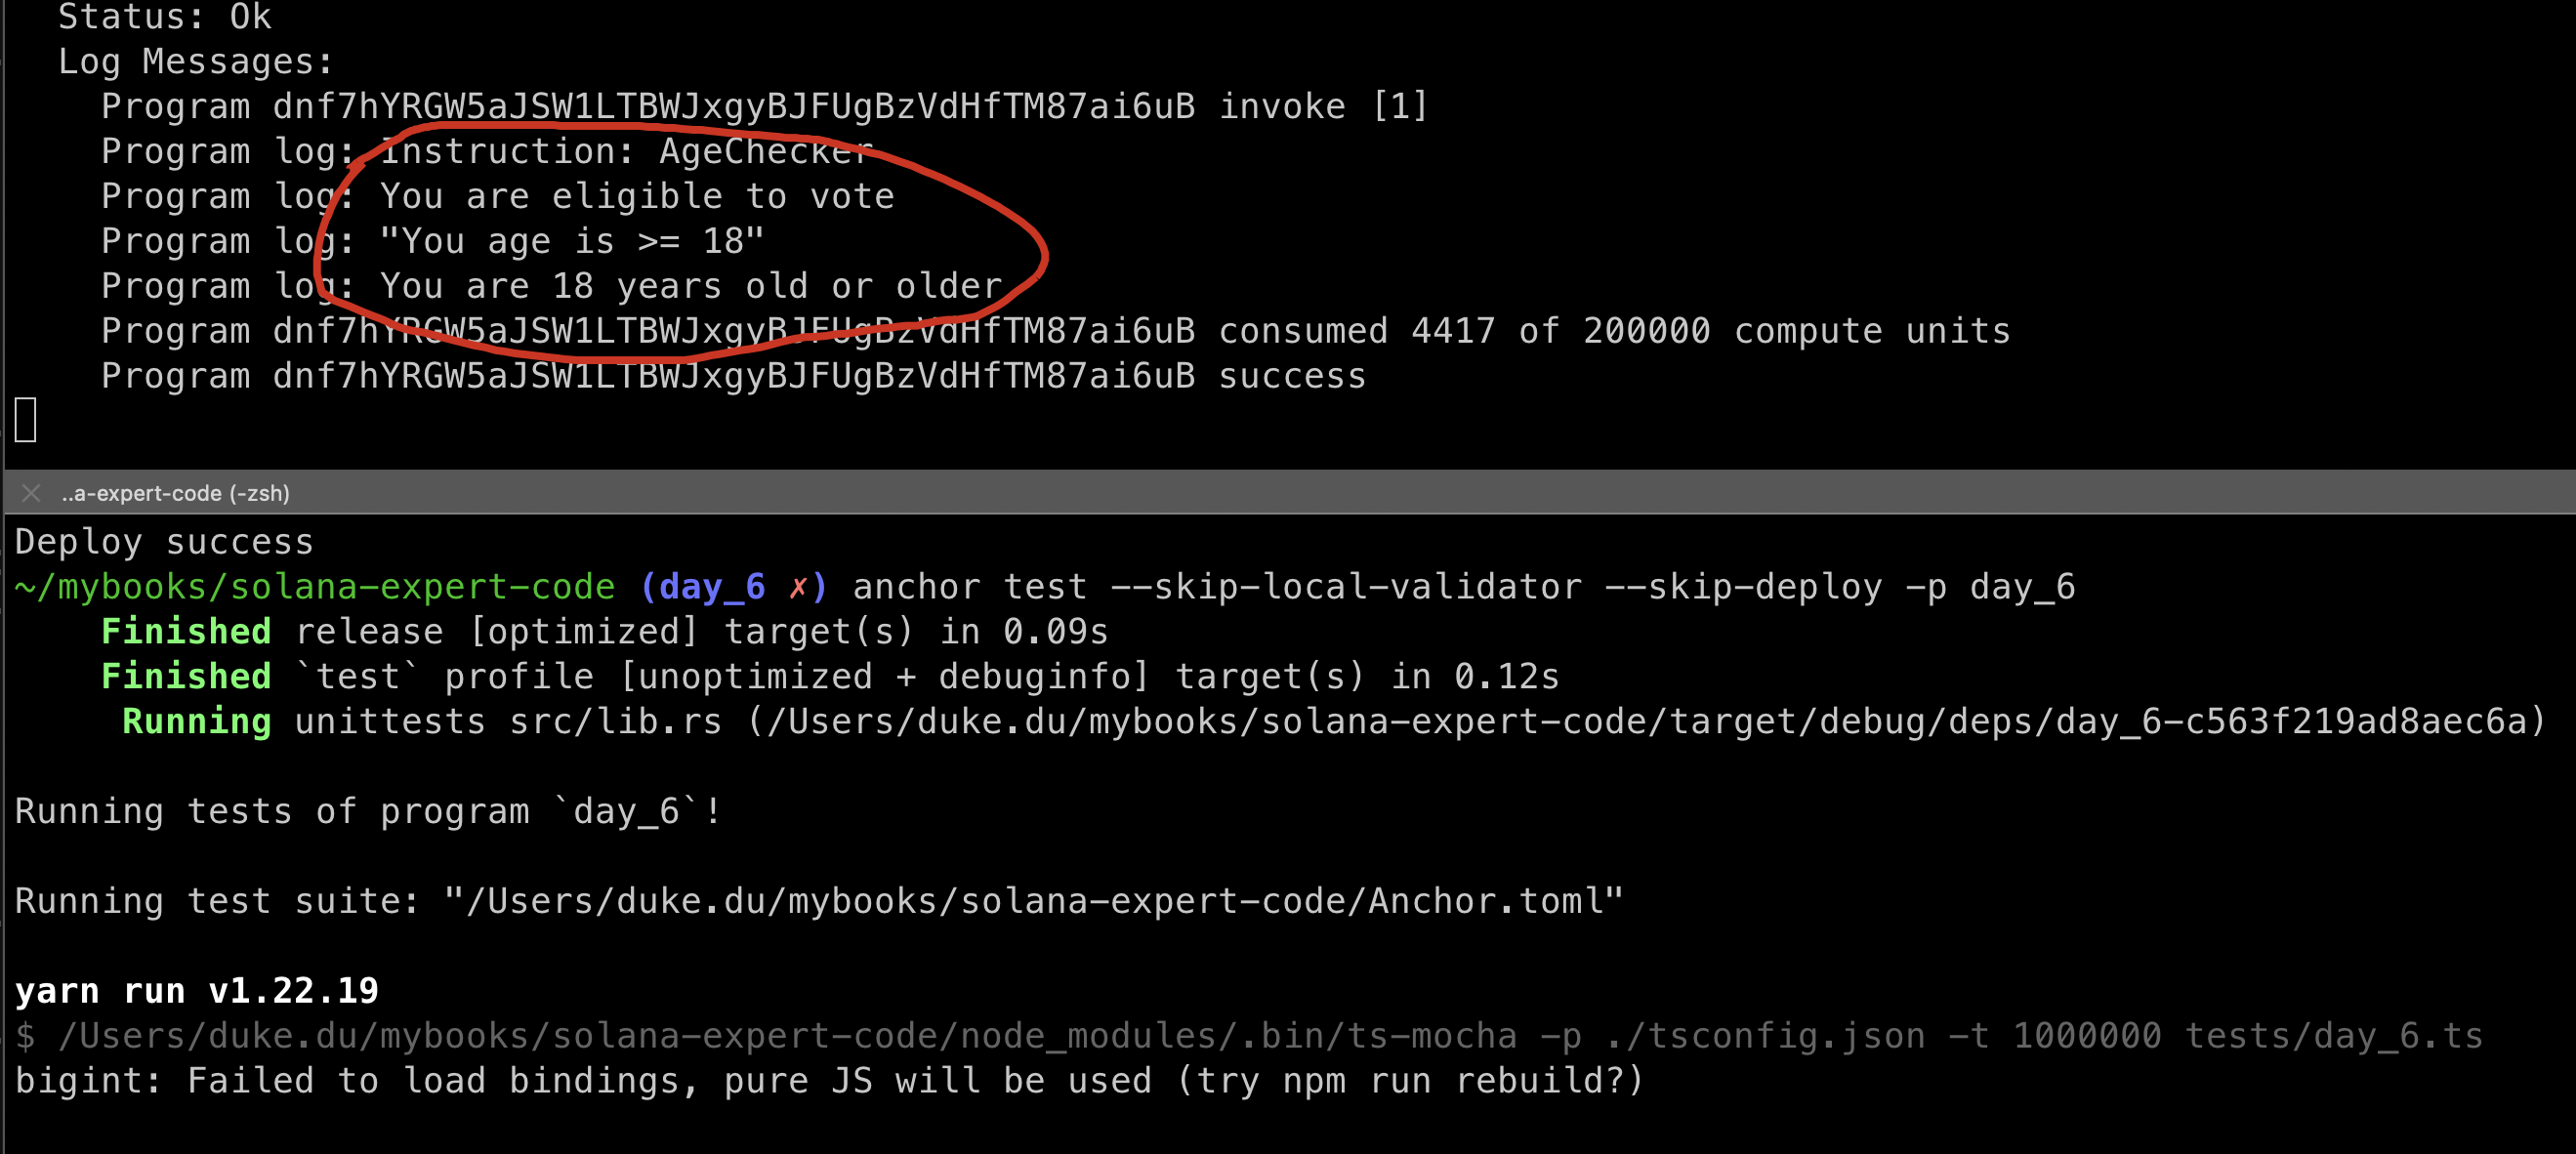 Status: Ok
Log Messages:
Program dnf7hYRGW5aJSW1LTBWJxgyBJFUgBzVdHfTM87ai6uB invoke [1]
Program log: Instruction: AgeChecker
Program log: You are eligible to vote
Program log: "You age is >= 18"
Program log: You are 18 years old or older
Program dnf7hYRGW5aJSW1LTBWJxgyBJFUgBzVdHfTM87ai6uB consumed 4417 of 200000 compute units
Program dnf7hYRGW5aJSW1LTBWJxgyBJFUgBzVdHfTM87ai6uB success
..a-expert-code (-zsh)
Deploy success
~/mybooks/solana-expert-code (day_6 ✗) anchor test --skip-local-validator --skip-deploy -p day_6
Finished release [optimized] target(s) in 0.09s
Finished `test` profile [unoptimized + debuginfo] target(s) in 0.12s
Running unittests src/lib.rs (/Users/duke.du/mybooks/solana-expert-code/target/debug/deps/day_6-c563f219ad8aec6a)
Running tests of program `day_6`!
Running test suite: "/Users/duke.du/mybooks/solana-expert-code/Anchor.toml"
yarn run v1.22.19
$ /Users/duke.du/mybooks/solana-expert-code/node_modules/.bin/ts-mocha -p ./tsconfig.json -t 1000000 tests/day_6.ts
bigint: Failed to load bindings, pure JS will be used (try npm run rebuild?)